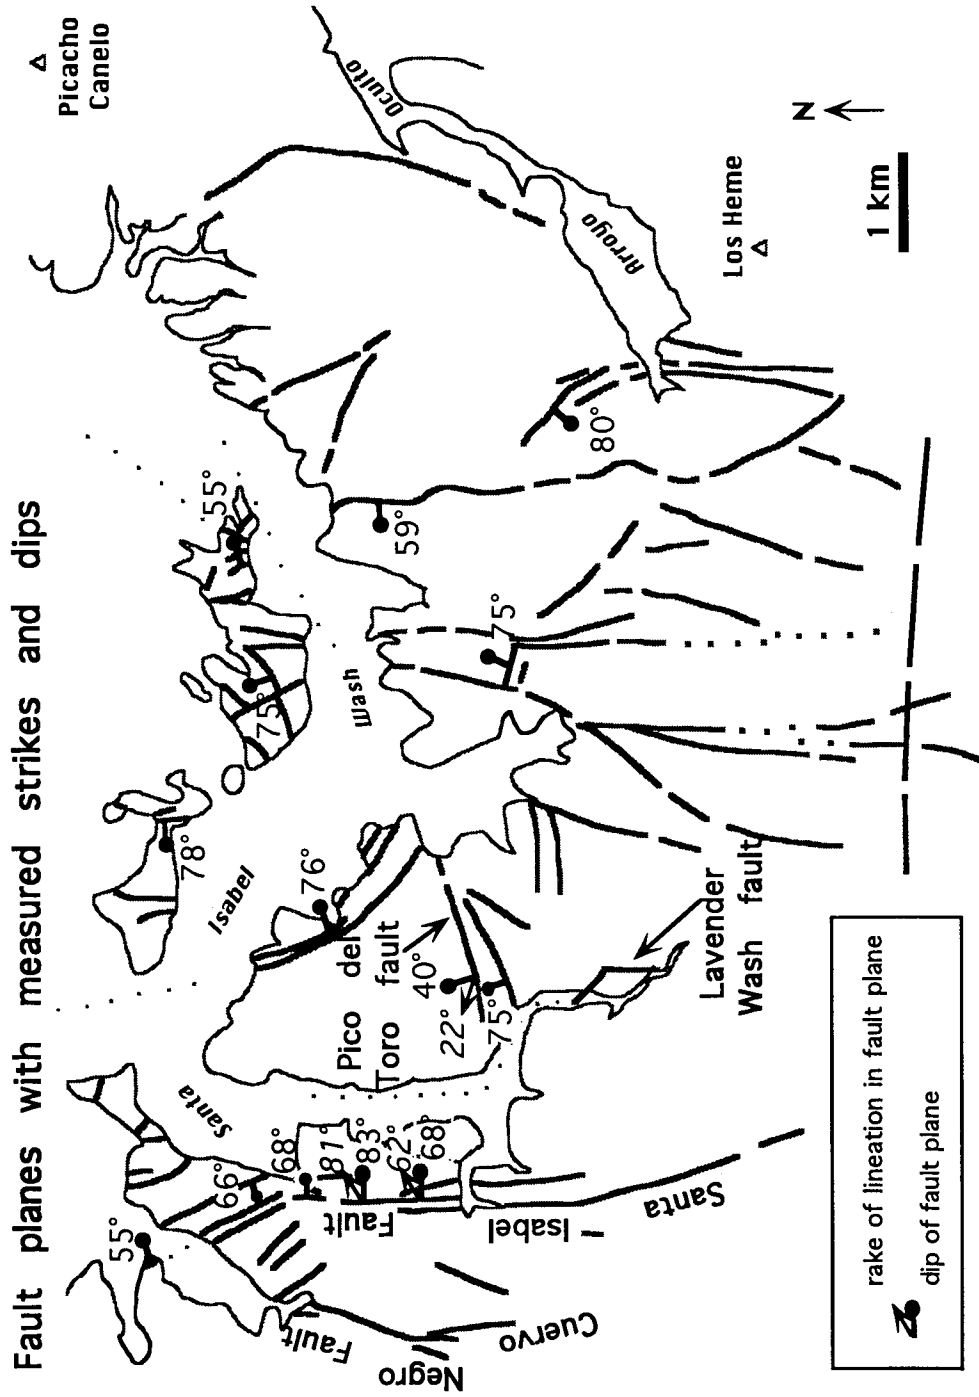 Fault planes with measured strikes and dips
Picacho
Canelo
Oculto
Arroyo
N
1 km
Los Heme
55°
59°
80°
75°
75°
Wash
78°
Isabel
76°
Pico del
Toro fault
40°
22°
75°
Lavender
Wash fault
Santa
55°
66°
68°
81°
83°
62°
68°
Fault
Isabel
Santa
Fault
Negro
Cuervo
rake of lineation in fault plane
dip of fault plane